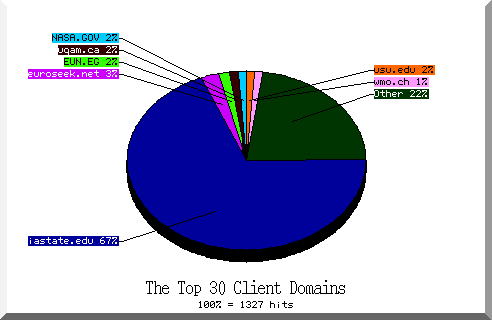 NASA.GOV 2%
uqam.ca 2%
EUN.EG 2%
euroseek.net 3%
usu.edu 2%
wmo.ch 1%
Other 22%
iastate.edu 67%
The Top 30 Client Domains
100% = 1327 hits